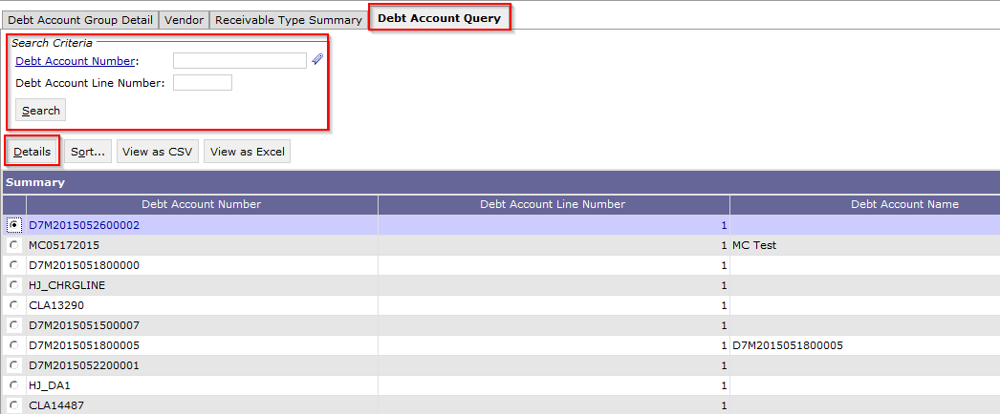 Debt Account Group Detail Vendor Receivable Type Summary Debt Account Query
Search Criteria
Debt Account Number:
Debt Account Line Number:
Search
Details Sort... View as CSV View as Excel
Summary
Debt Account Number Debt Account Line Number Debt Account Name
D7M2015052600002 1
MC05172015 1 MC Test
D7M2015051800000 1
HJ_CHRGLINE 1
CLA13290 1
D7M2015051500007 1
D7M2015051800005 1 D7M2015051800005
D7M2015052200001 1
HJ_DA1 1
CLA14487 1